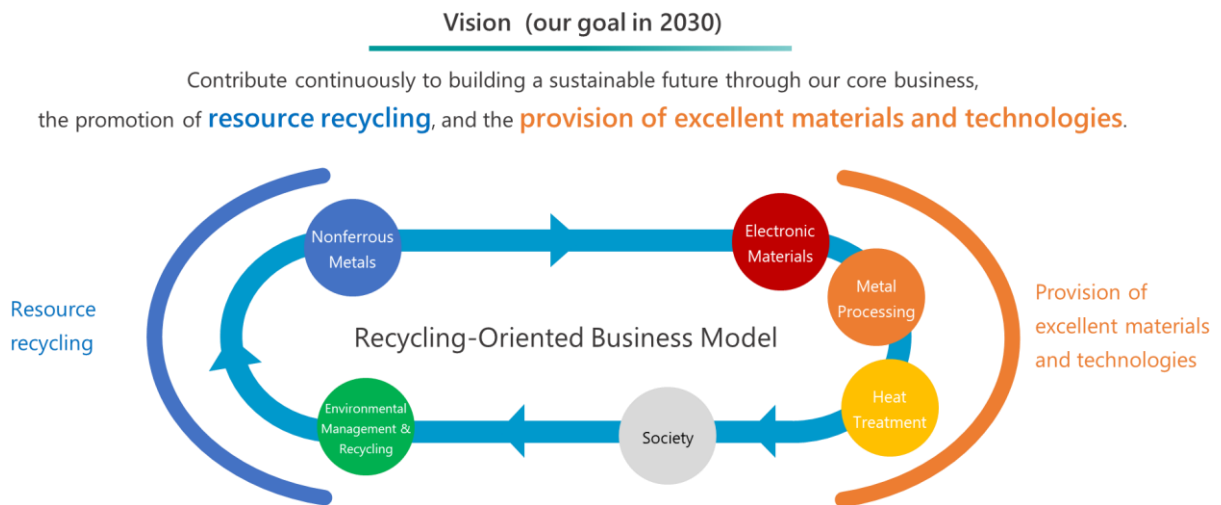 Vision (our goal in 2030)
Contribute continuously to building a sustainable future through our core business,
the promotion of resource recycling, and the provision of excellent materials and technologies.
Nonferrous
Metals
Electronic
Materials
Metal
Processing
Resource
recycling
Recycling-Oriented Business Model
Provision of
excellent materials
and technologies
Environmental
Management &
Recycling
Society
Heat
Treatment